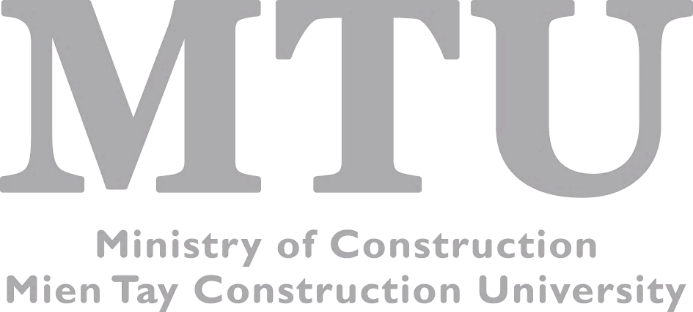 MTU
Ministry of Construction
Mien Tay Construction University